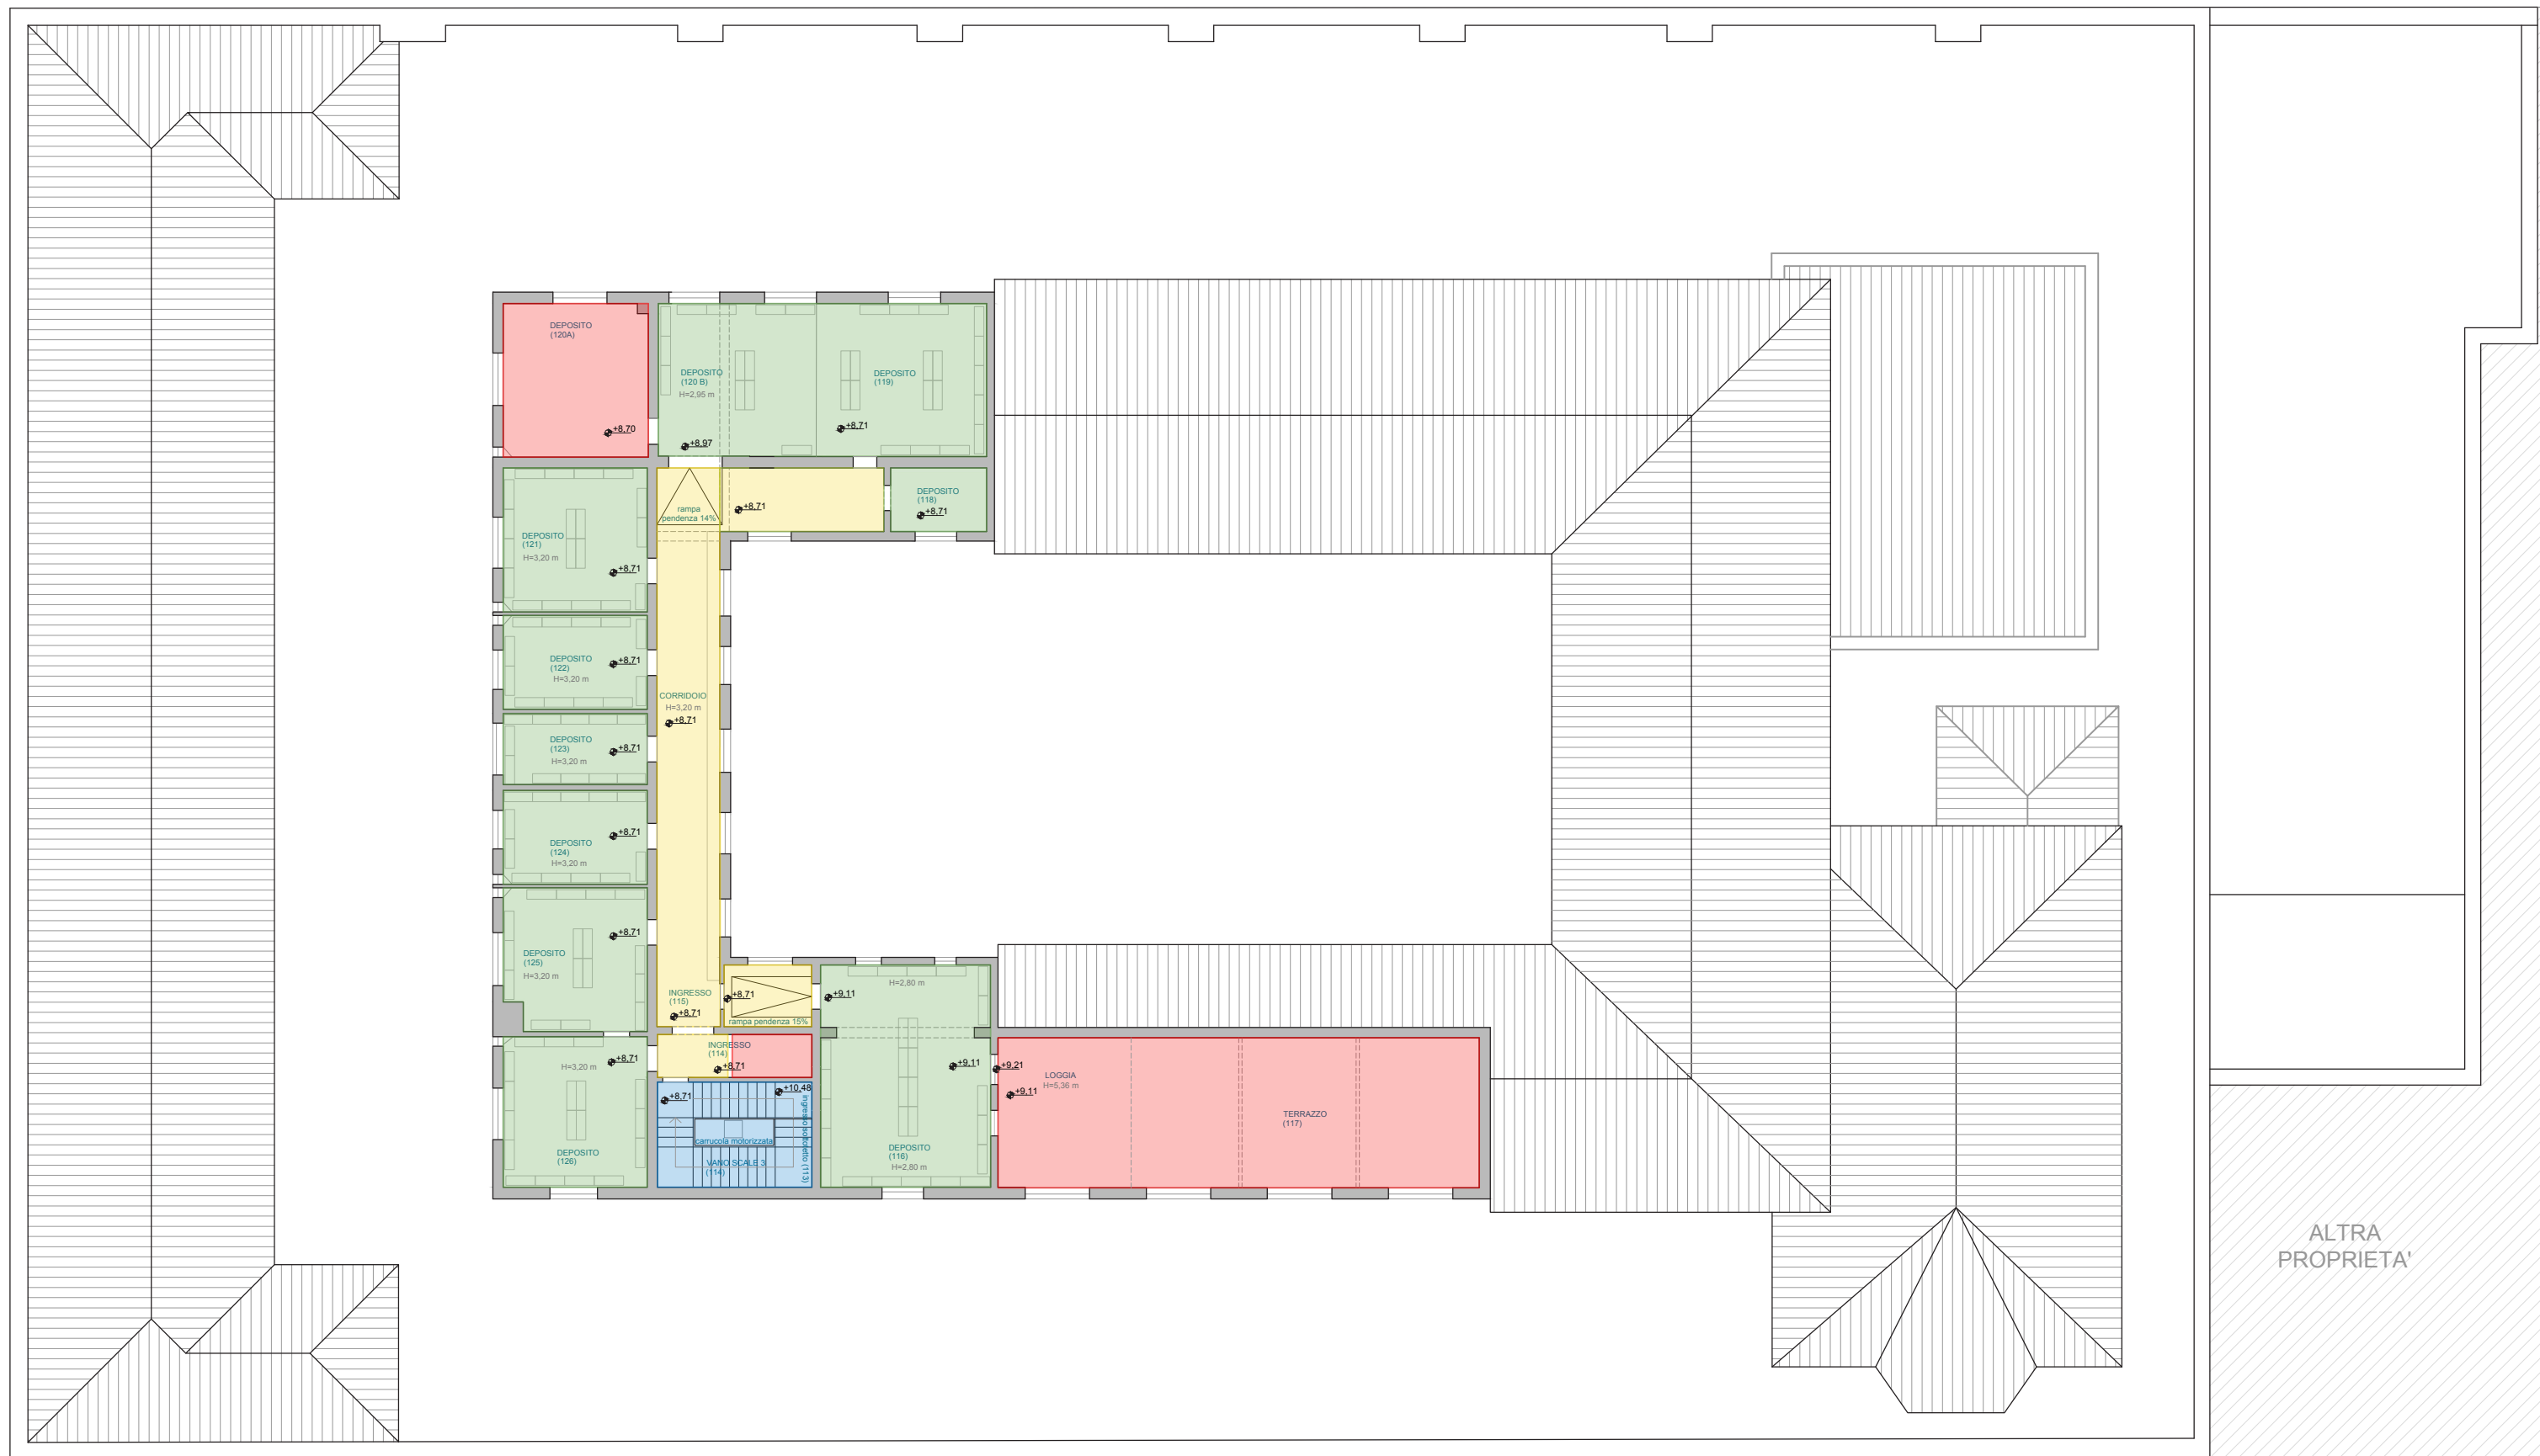 DEPOSITO
(120A)
+8,70
DEPOSITO
(120 B)
H=2,95 m
+8,97
DEPOSITO
(119)
+8,71
rampa
pendenza 14%
+8,71
DEPOSITO
(118)
+8,71
DEPOSITO
(121)
H=3,20 m
+8,71
DEPOSITO
(122)
H=3,20 m
+8,71
CORRIDOIO
H=3,20 m
+8,71
DEPOSITO
(123)
H=3,20 m
+8,71
DEPOSITO
(124)
H=3,20 m
+8,71
DEPOSITO
(125)
H=3,20 m
+8,71
INGRESSO
(115)
+8,71
+8,71
rampa pendenza 15%
H=2,80 m
+9,11
INGRESSO
(114)
+8,71
H=3,20 m
+8,71
DEPOSITO
(126)
+8,71
+10,48
carrucola motorizzata
VANO SCALE 3
(114)
ingresso sottotetto (113)
+9,11
DEPOSITO
(116)
H=2,80 m
+9,21
LOGGIA
H=5,36 m
+9,11
TERRAZZO
(117)
ALTRA
PROPRIETA'